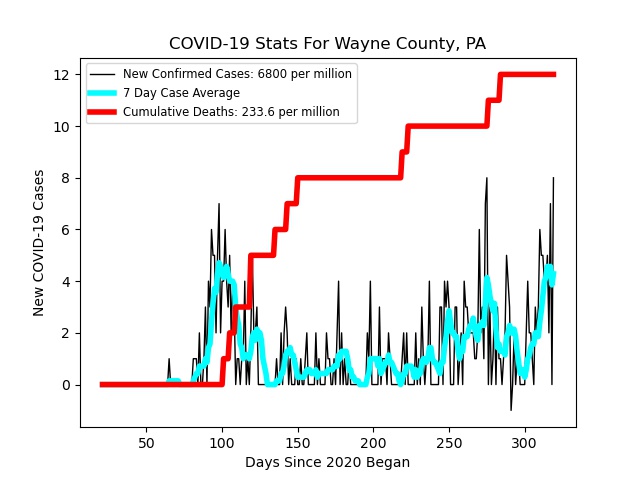 COVID-19 Stats For Wayne County, PA
New Confirmed Cases: 6800 per million
7 Day Case Average
Cumulative Deaths: 233.6 per million
12
10
8
6
4
2
0
New COVID-19 Cases
50 100 150 200 250 300
Days Since 2020 Began